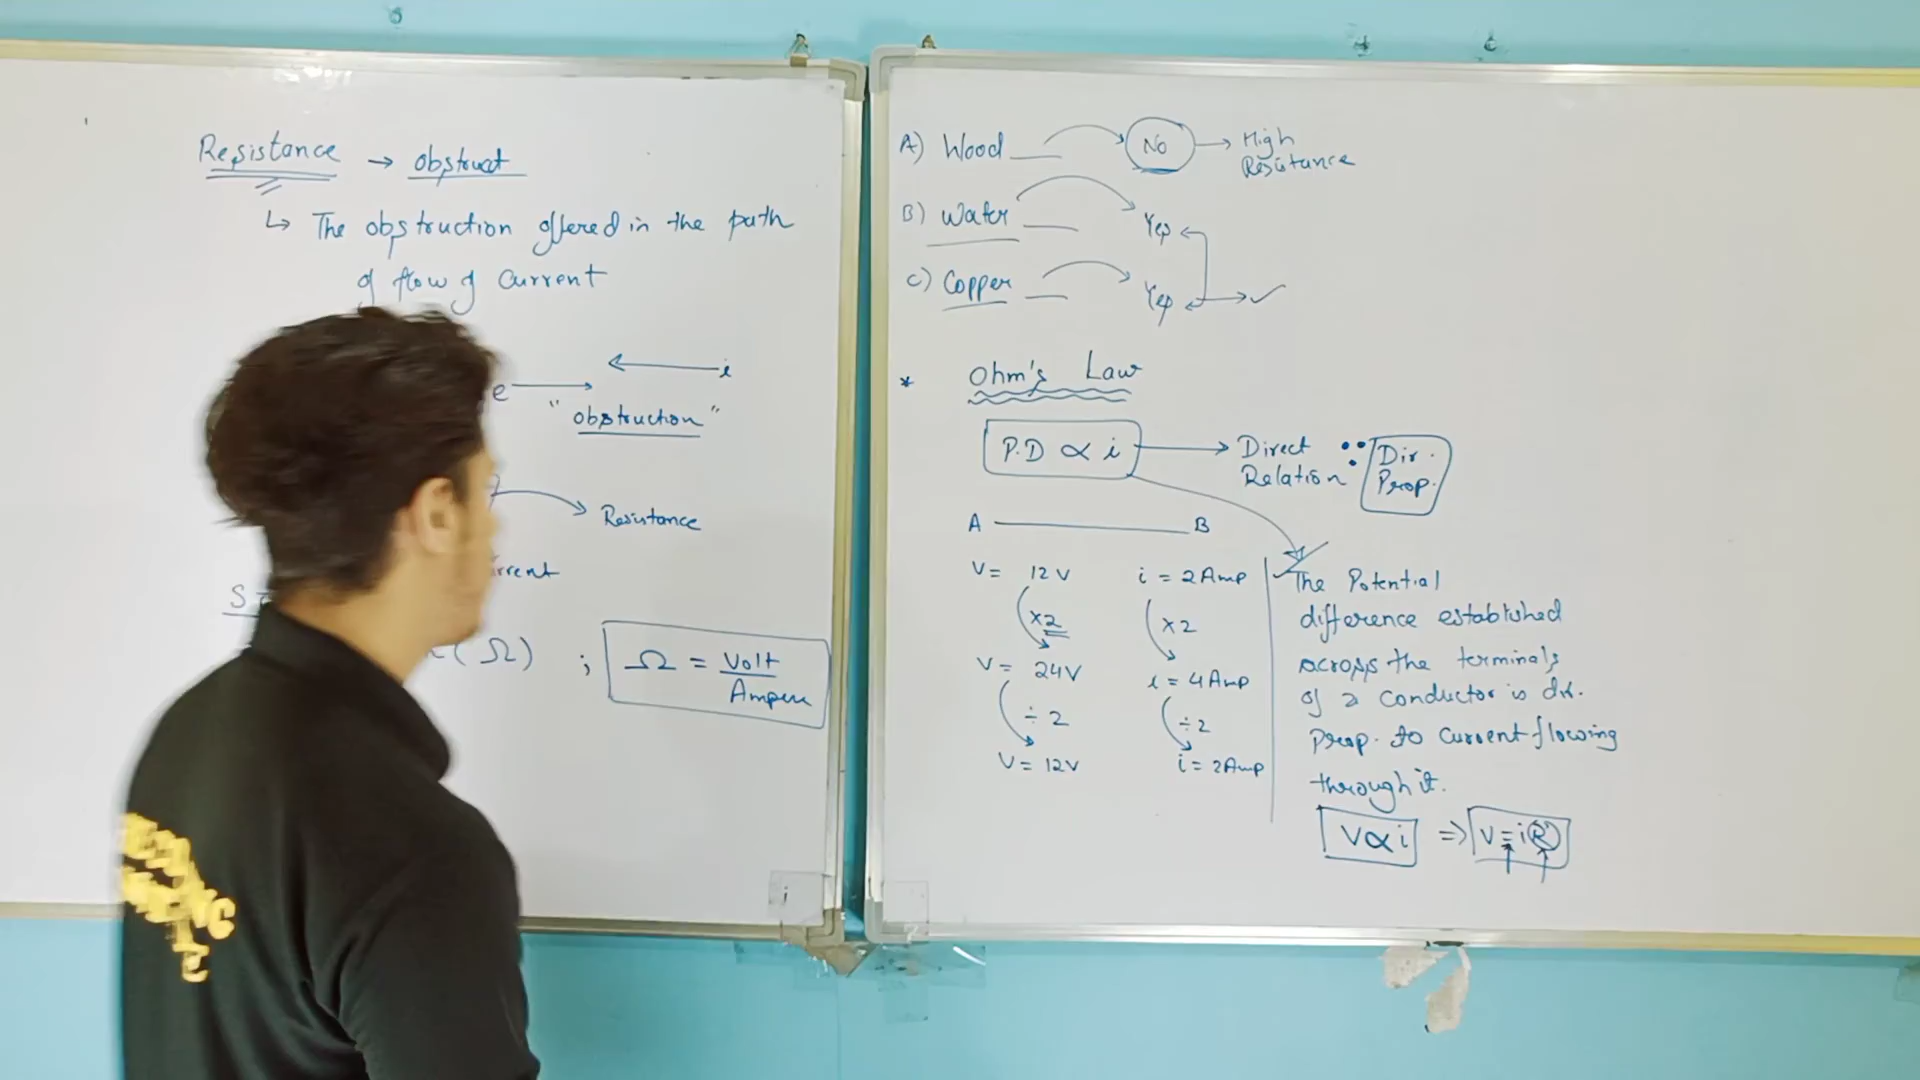 Resistance → obstruct
↳ The obstruction offered in the path
of flow of current
e → ← i
"obstruction"
Resistance
(Ω) ; Ω = Volt
Ampere
A) Wood → No → High
Resistance
B) Water → Yep
C) Copper → Yep → ✓
* Ohm's Law
P.D ∝ i → Direct ∵ Dir.
Relation Prop.
A B
V = 12V i = 2Amp
×2 ×2
V = 24V i = 4Amp
÷2 ÷2
V = 12V i = 2Amp
The Potential
difference established
across the terminals
of a conductor is dir.
prop. to current flowing
through it.
V∝i ⇒ V=iR
i